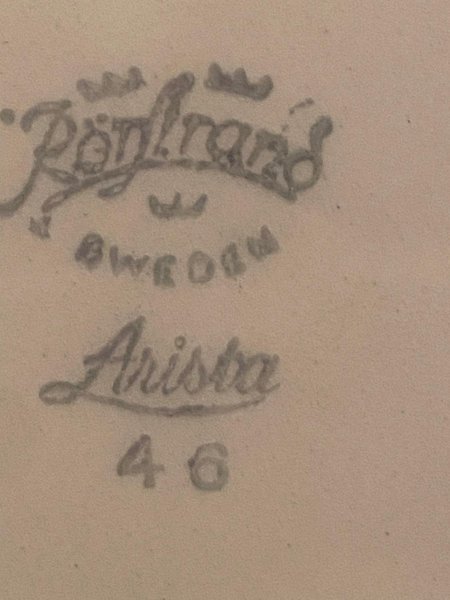 Rörstrand
SWEDEN
Arista
46